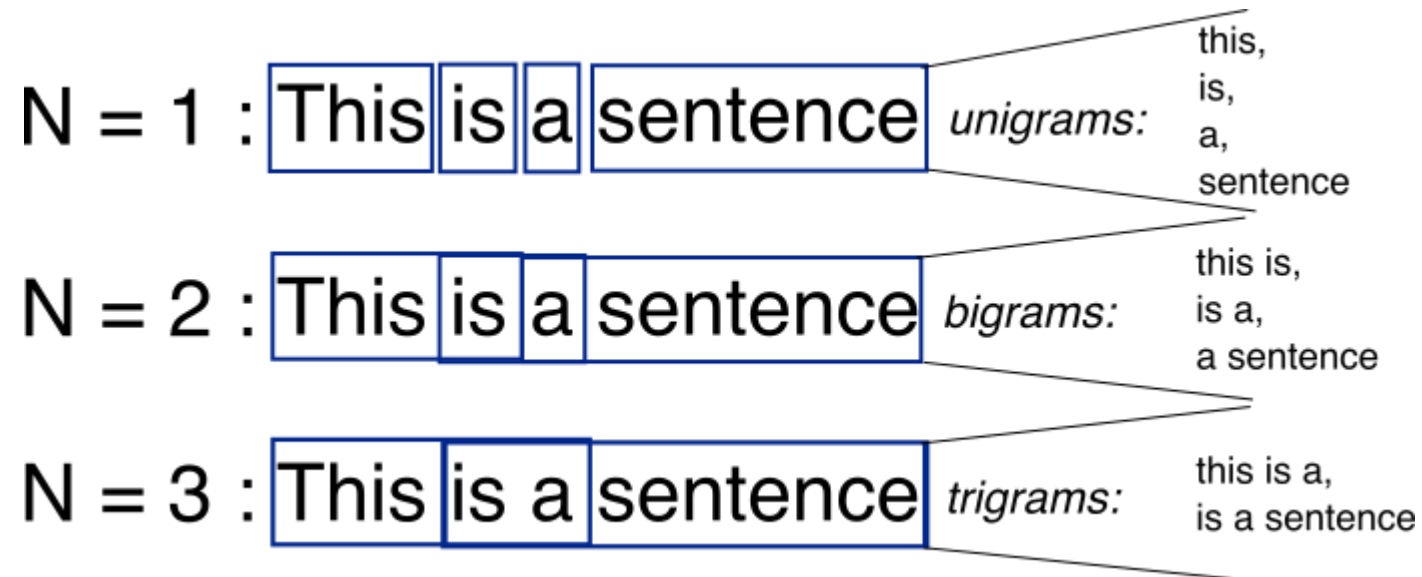 N = 1 : This is a sentence unigrams:
this,
is,
a,
sentence
N = 2 : This is a sentence bigrams:
this is,
is a,
a sentence
N = 3 : This is a sentence trigrams:
this is a,
is a sentence